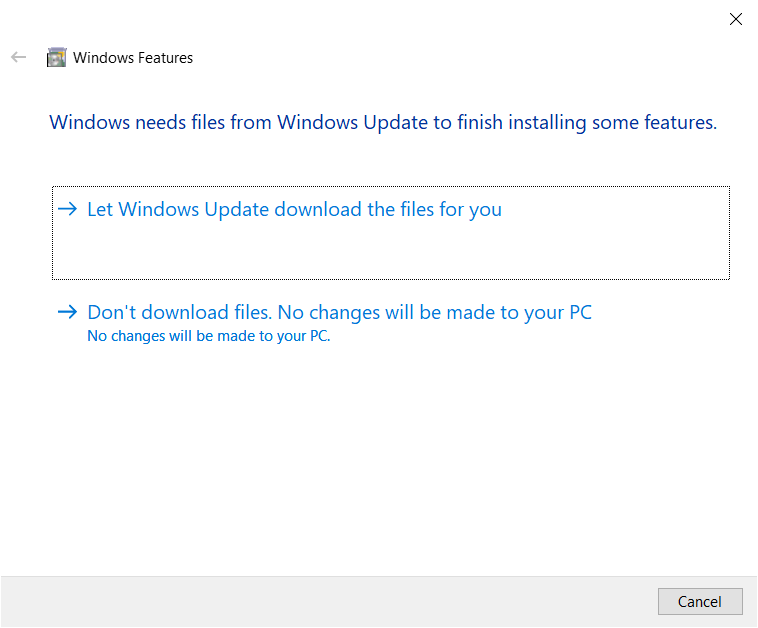 Windows Features
Windows needs files from Windows Update to finish installing some features.
Let Windows Update download the files for you
Don't download files. No changes will be made to your PC
No changes will be made to your PC.
Cancel